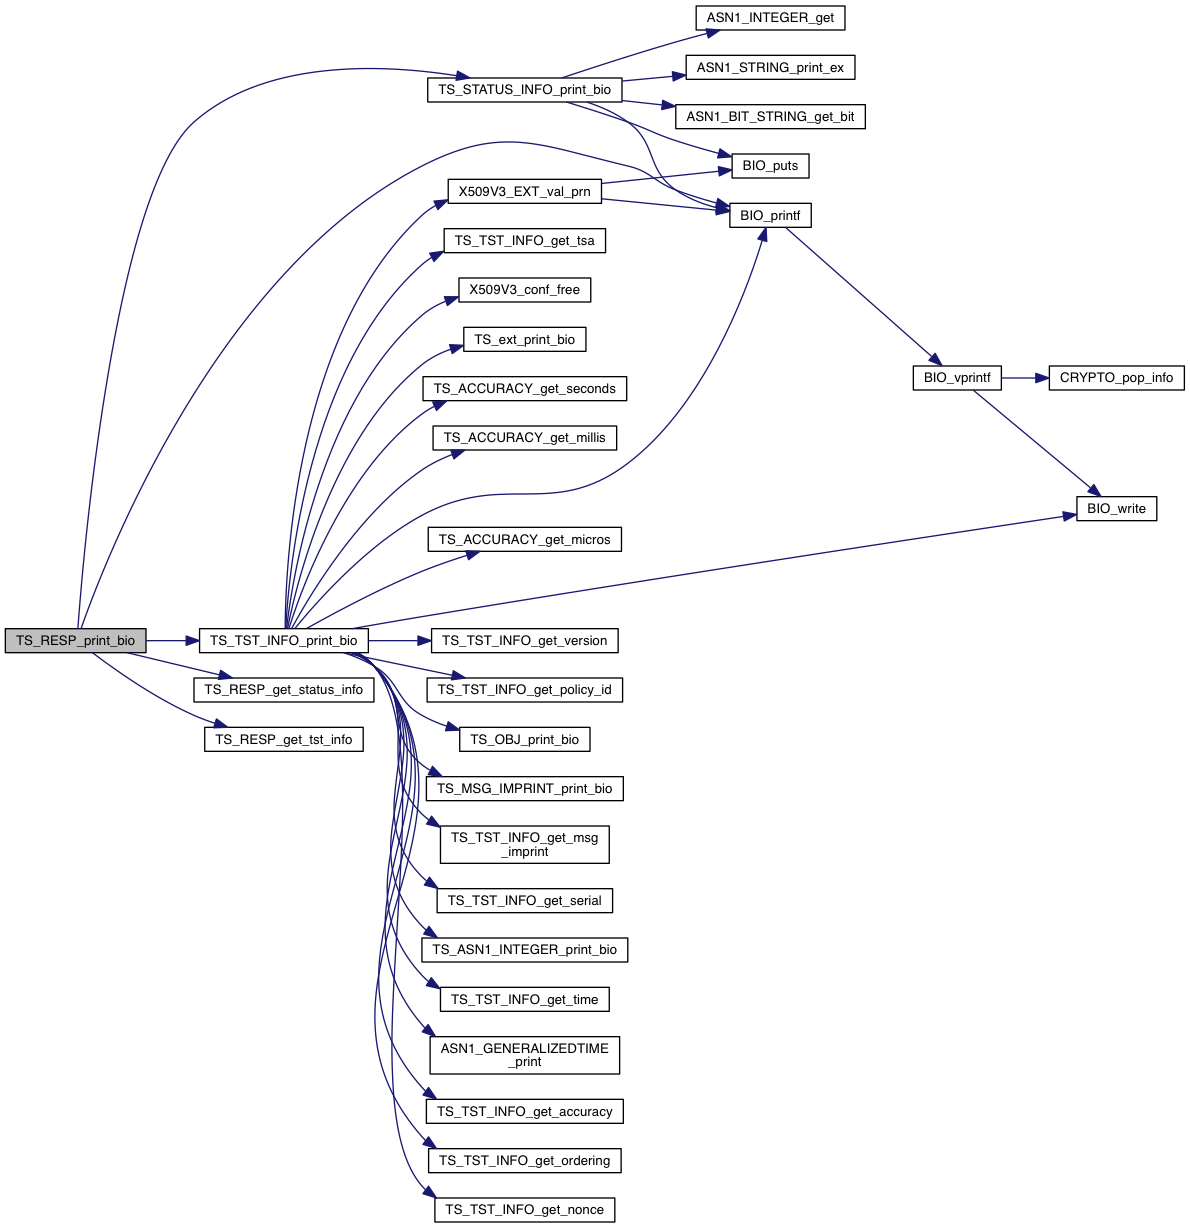 ASN1_INTEGER_get
ASN1_STRING_print_ex
TS_STATUS_INFO_print_bio
ASN1_BIT_STRING_get_bit
BIO_puts
X509V3_EXT_val_prn
BIO_printf
TS_TST_INFO_get_tsa
X509V3_conf_free
TS_ext_print_bio
BIO_vprintf
CRYPTO_pop_info
TS_ACCURACY_get_seconds
TS_ACCURACY_get_millis
BIO_write
TS_ACCURACY_get_micros
TS_RESP_print_bio
TS_TST_INFO_print_bio
TS_TST_INFO_get_version
TS_RESP_get_status_info
TS_TST_INFO_get_policy_id
TS_RESP_get_tst_info
TS_OBJ_print_bio
TS_MSG_IMPRINT_print_bio
TS_TST_INFO_get_msg
_imprint
TS_TST_INFO_get_serial
TS_ASN1_INTEGER_print_bio
TS_TST_INFO_get_time
ASN1_GENERALIZEDTIME
_print
TS_TST_INFO_get_accuracy
TS_TST_INFO_get_ordering
TS_TST_INFO_get_nonce